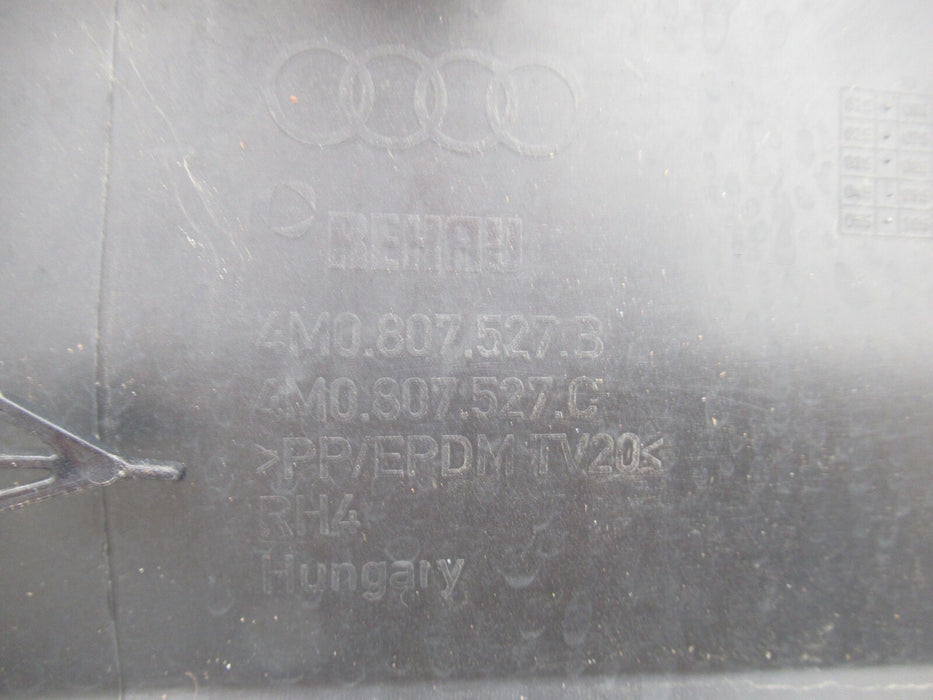 REHAU
4M0.807.527.B
4M0.807.527.C
>PP/EPDM TV20<
RH4
Hungary